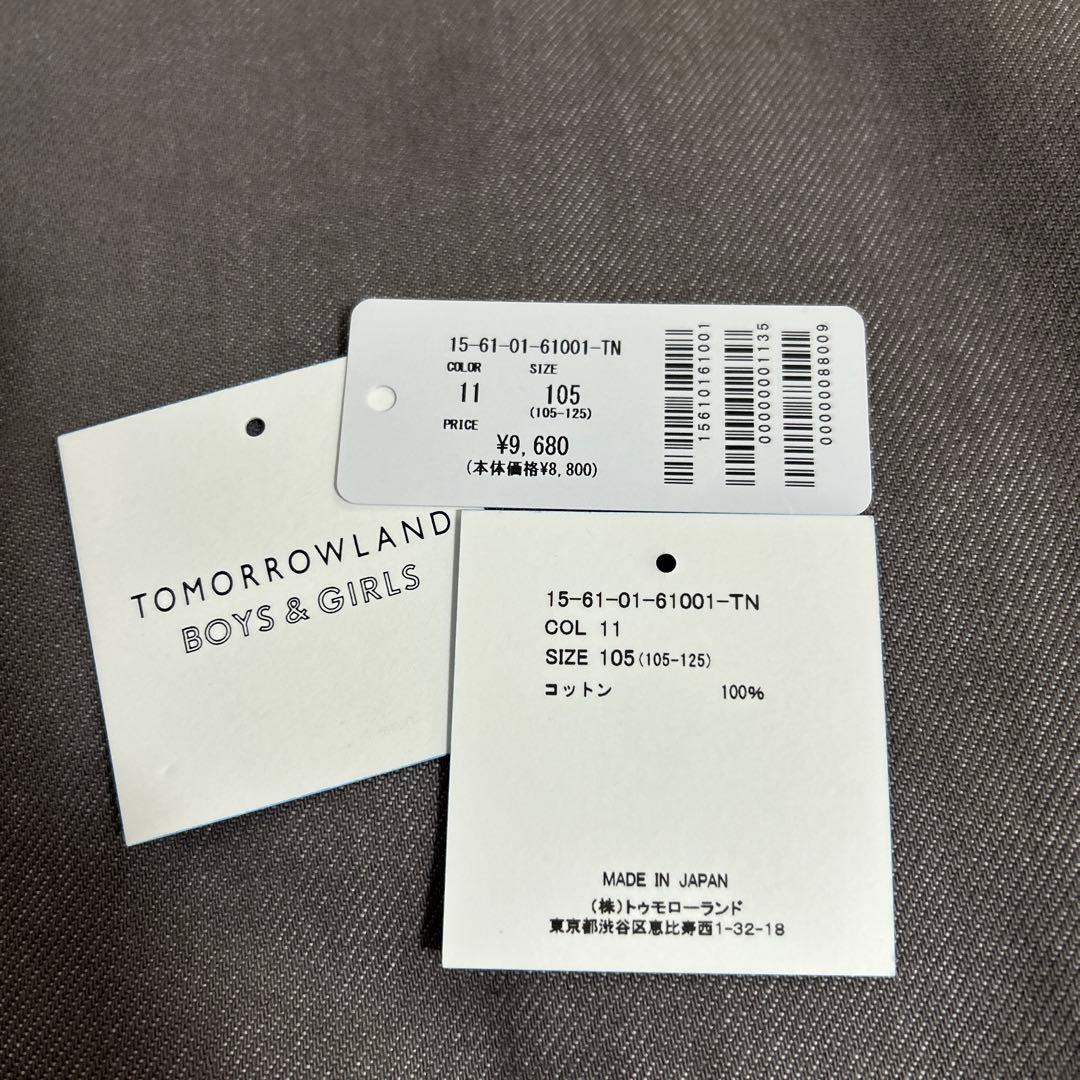 15-61-01-61001-TN
COLOR SIZE
11 105
(105-125)
PRICE
¥9,680
(本体価格¥8,800)
1561016161001
0000000001135
0000000088009
TOMORROWLAND
BOYS & GIRLS
15-61-01-61001-TN
COL 11
SIZE 105(105-125)
コットン 100%
MADE IN JAPAN
(株)トゥモローランド
東京都渋谷区恵比寿西1-32-18